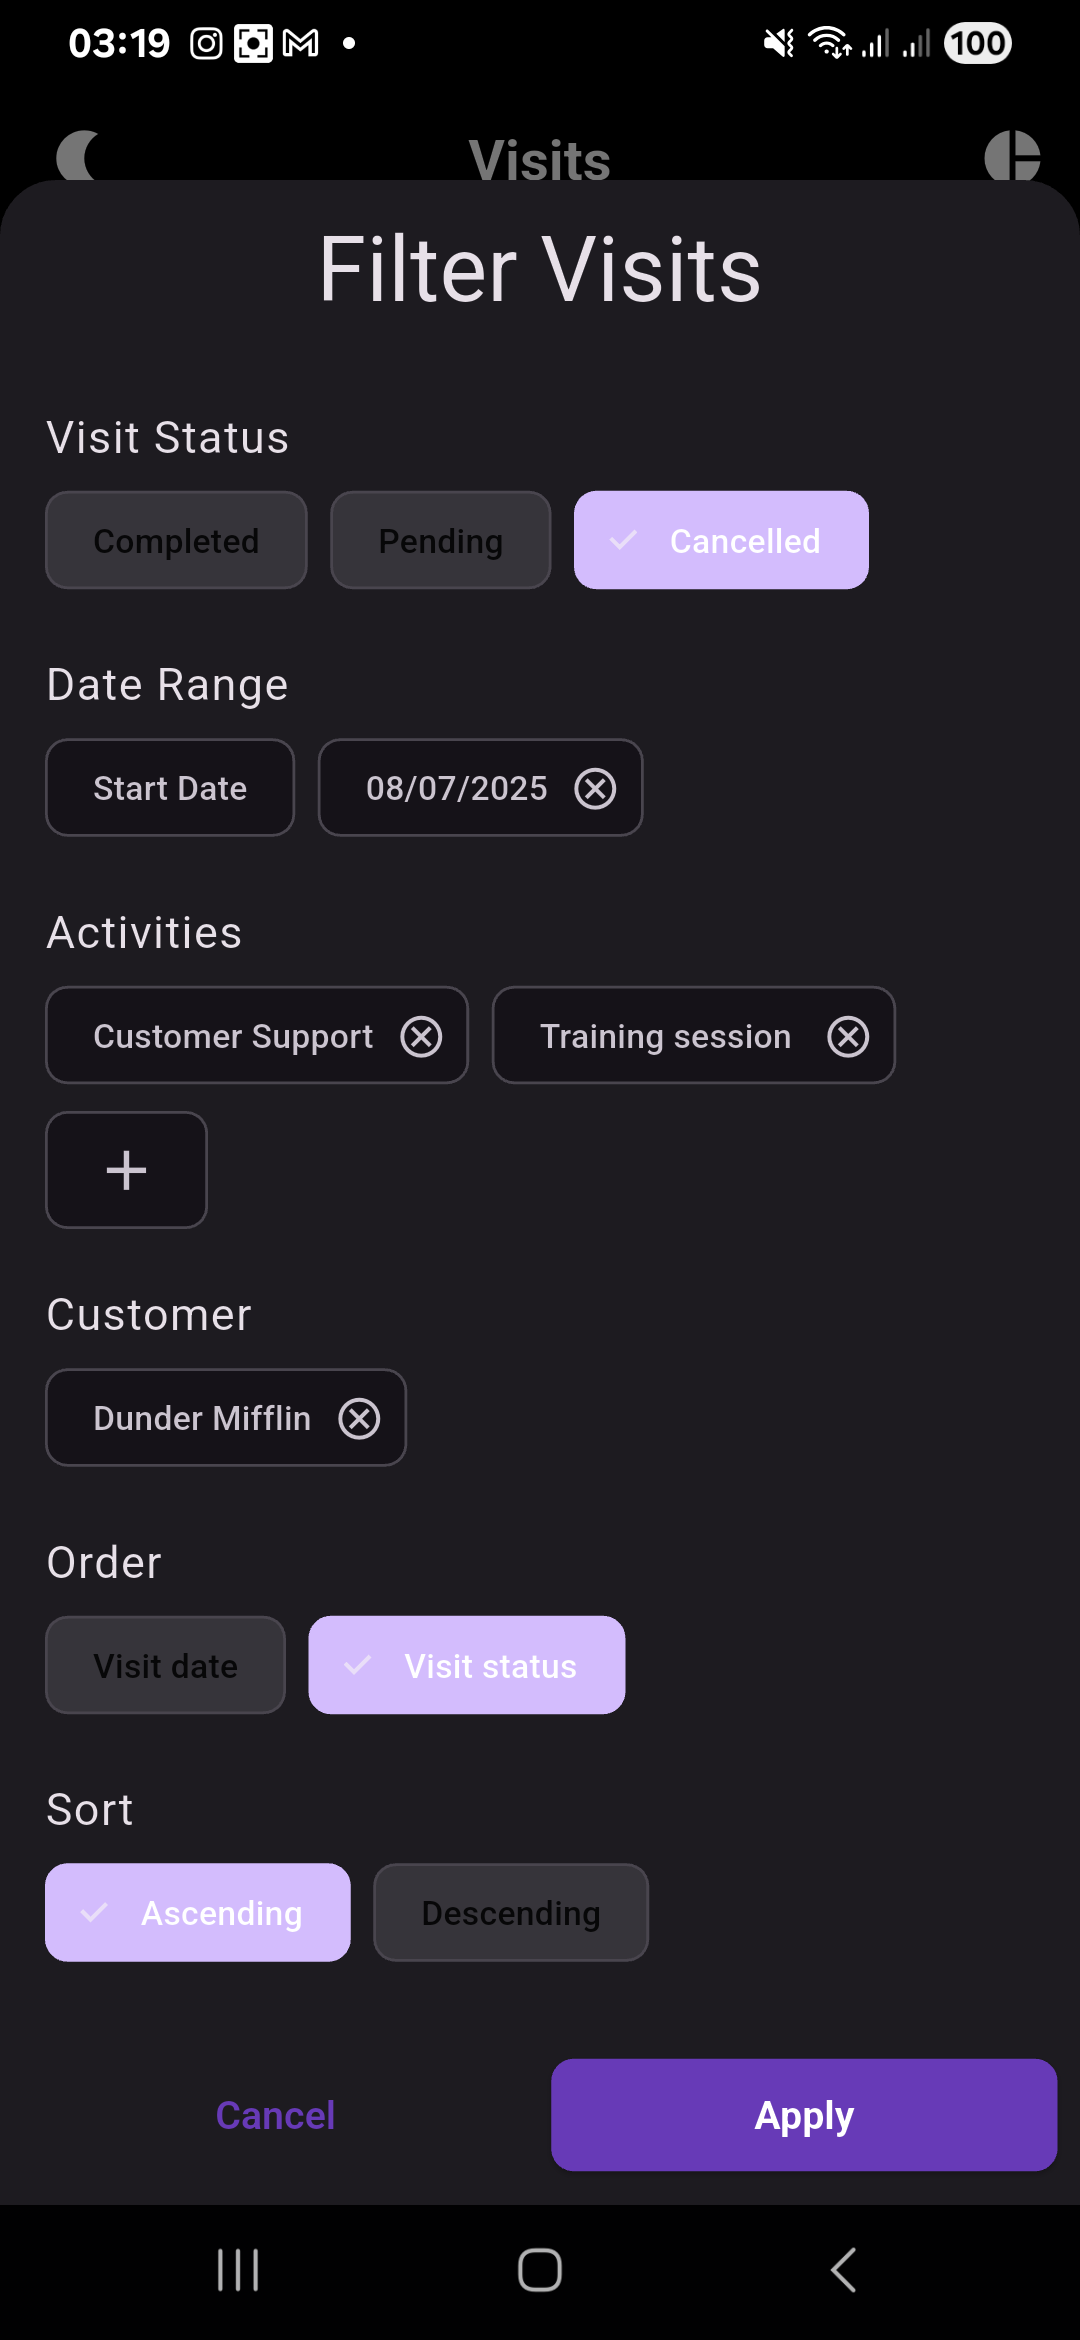 03:19 100
Visits
Filter Visits
Visit Status
Completed Pending Cancelled
Date Range
Start Date 08/07/2025
Activities
Customer Support Training session
Customer
Dunder Mifflin
Order
Visit date Visit status
Sort
Ascending Descending
Cancel Apply